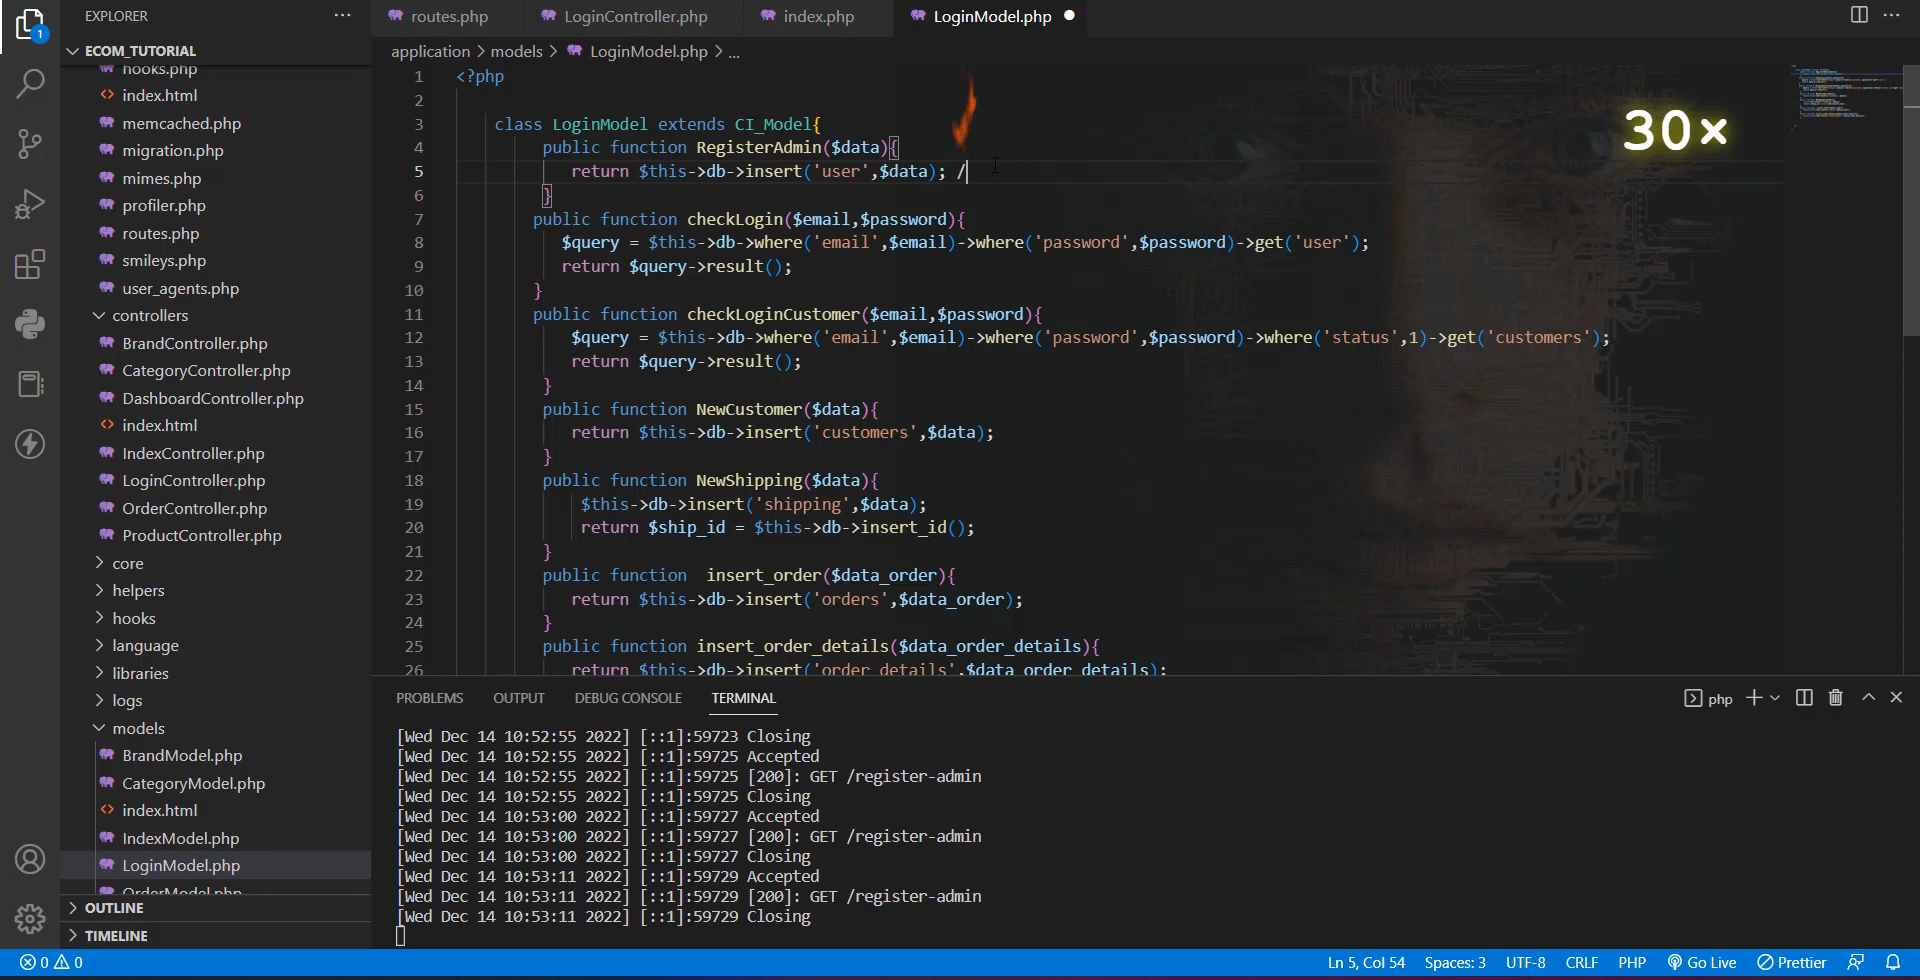 EXPLORER
ECOM_TUTORIAL
hooks.php
index.html
memcached.php
migration.php
mimes.php
profiler.php
routes.php
smileys.php
user_agents.php
controllers
BrandController.php
CategoryController.php
DashboardController.php
index.html
IndexController.php
LoginController.php
OrderController.php
ProductController.php
core
helpers
hooks
language
libraries
logs
models
BrandModel.php
CategoryModel.php
index.html
IndexModel.php
LoginModel.php
OrderModel.php
OUTLINE
TIMELINE
1
routes.php LoginController.php index.php LoginModel.php
application > models > LoginModel.php > ...
30×
1 <?php
2
3 class LoginModel extends CI_Model{
4 public function RegisterAdmin($data){
5 return $this->db->insert('user',$data); /
6 }
7 public function checkLogin($email,$password){
8 $query = $this->db->where('email',$email)->where('password',$password)->get('user');
9 return $query->result();
10 }
11 public function checkLoginCustomer($email,$password){
12 $query = $this->db->where('email',$email)->where('password',$password)->where('status',1)->get('customers');
13 return $query->result();
14 }
15 public function NewCustomer($data){
16 return $this->db->insert('customers',$data);
17 }
18 public function NewShipping($data){
19 $this->db->insert('shipping',$data);
20 return $ship_id = $this->db->insert_id();
21 }
22 public function insert_order($data_order){
23 return $this->db->insert('orders',$data_order);
24 }
25 public function insert_order_details($data_order_details){
26 return $this->db->insert('order_details',$data_order_details);
PROBLEMS OUTPUT DEBUG CONSOLE TERMINAL php
[Wed Dec 14 10:52:55 2022] [::1]:59723 Closing
[Wed Dec 14 10:52:55 2022] [::1]:59725 Accepted
[Wed Dec 14 10:52:55 2022] [::1]:59725 [200]: GET /register-admin
[Wed Dec 14 10:52:55 2022] [::1]:59725 Closing
[Wed Dec 14 10:53:00 2022] [::1]:59727 Accepted
[Wed Dec 14 10:53:00 2022] [::1]:59727 [200]: GET /register-admin
[Wed Dec 14 10:53:00 2022] [::1]:59727 Closing
[Wed Dec 14 10:53:11 2022] [::1]:59729 Accepted
[Wed Dec 14 10:53:11 2022] [::1]:59729 [200]: GET /register-admin
[Wed Dec 14 10:53:11 2022] [::1]:59729 Closing
0 0 Ln 5, Col 54 Spaces: 3 UTF-8 CRLF PHP Go Live Prettier